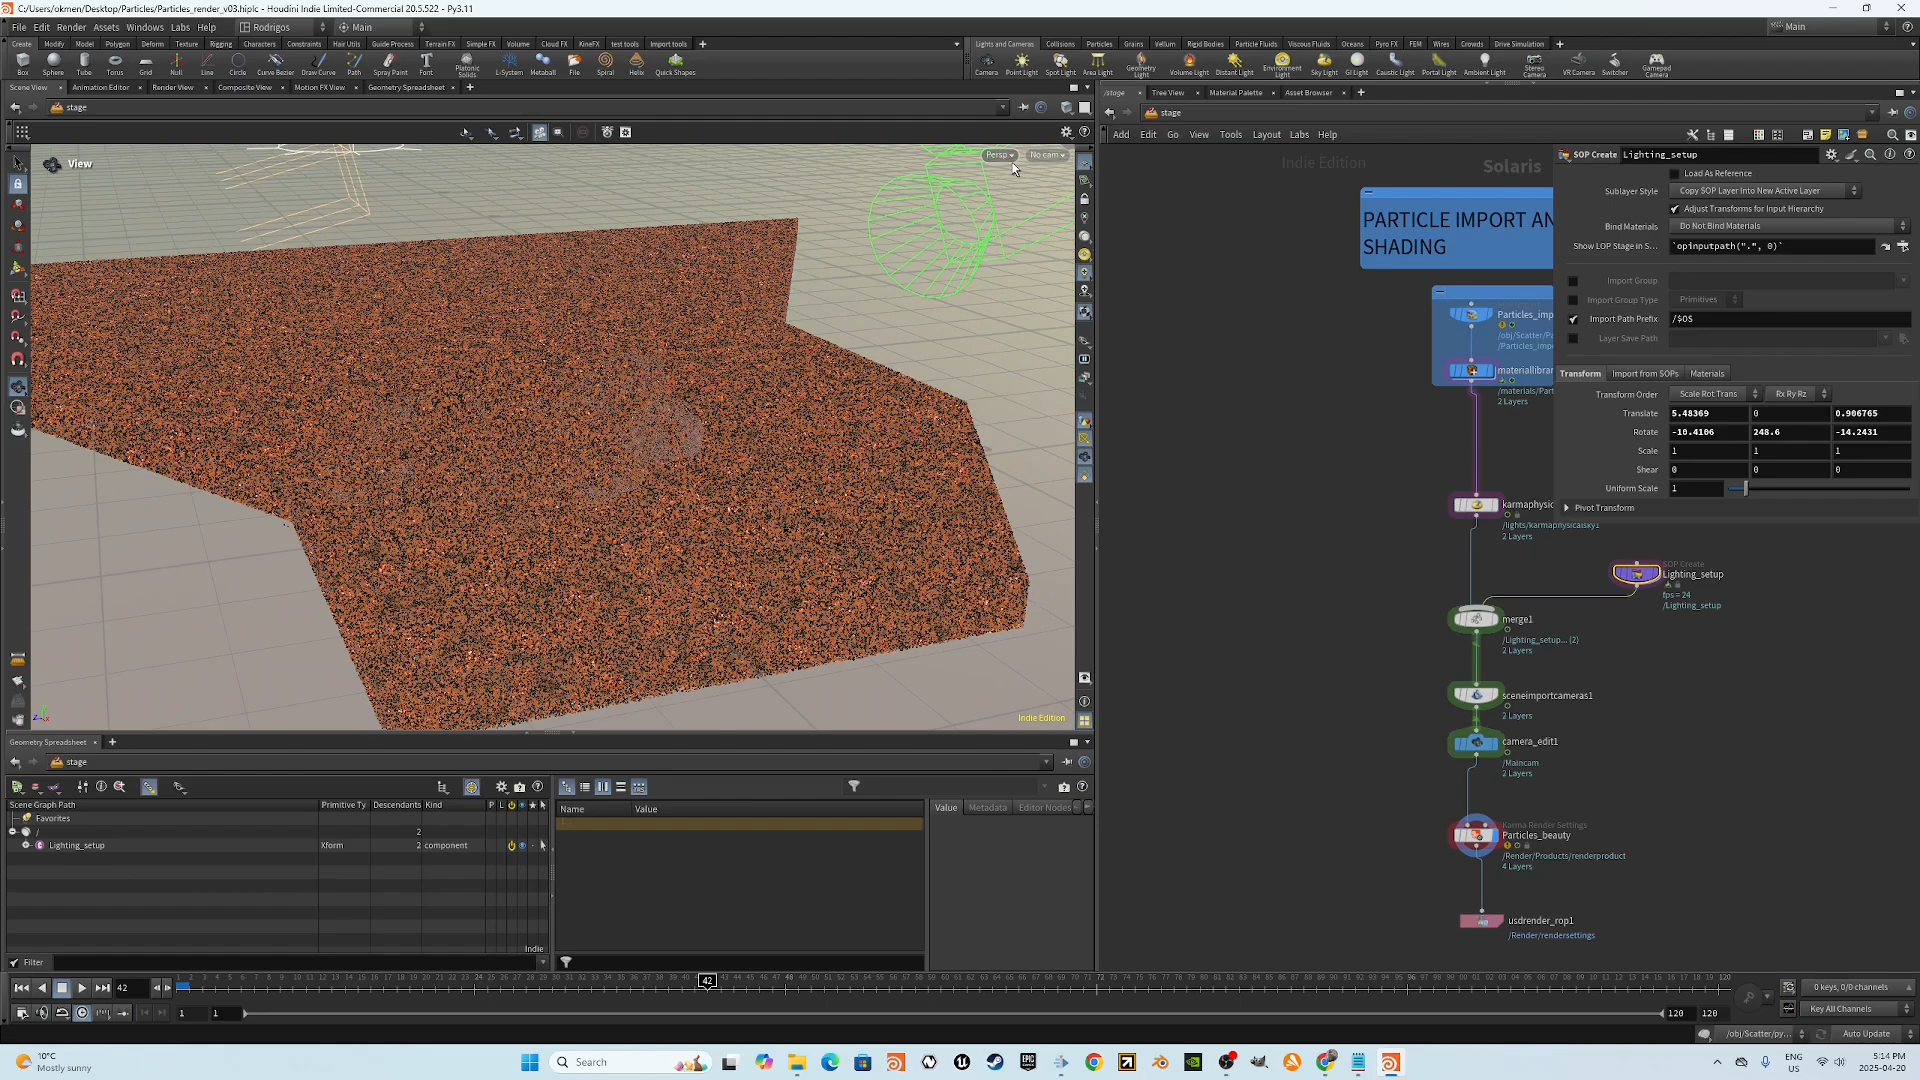 C:/Users/okmen/Desktop/Particles/Particles_render_v03.hiplc - Houdini Indie Limited-Commercial 20.5.522 - Py3.11
File Edit Render Assets Windows Labs Help Rodrigos Main Main
Create Modify Model Polygon Deform Texture Rigging Characters Constraints Hair Utils Guide Process Terrain FX Simple FX Volume Cloud FX KineFX test tools Import tools
Lights and Cameras Collisions Particles Grains Vellum Rigid Bodies Particle Fluids Viscous Fluids Oceans Pyro FX FEM Wires Crowds Drive Simulation
Box Sphere Tube Torus Grid Null Line Circle Curve Bezier Draw Curve Path Spray Paint Font Platonic Solids L-System Metaball File Spiral Helix Quick Shapes
Camera Point Light Spot Light Area Light Geometry Light Volume Light Distant Light Environment Light Sky Light GI Light Caustic Light Portal Light Ambient Light Stereo Camera VR Camera Switcher Gamepad Camera
Scene View Animation Editor Render View Composite View Motion FX View Geometry Spreadsheet
/stage Tree View Material Palette Asset Browser
stage
stage
Add Edit Go View Tools Layout Labs Help
View
Persp No cam
Indie Edition
Solaris
PARTICLE IMPORT AN
SHADING
Particles_imp
/obj/Scatter/Pa
/Particles_impo
materiallibrar
/materials/Part
2 Layers
karmaphysic
/lights/karmaphysicalsky1
2 Layers
SOP Create
Lighting_setup
fps = 24
/Lighting_setup
merge1
/Lighting_setup... (2)
2 Layers
sceneimportcameras1
2 Layers
camera_edit1
/Maincam
2 Layers
Karma Render Settings
Particles_beauty
/Render/Products/renderproduct
4 Layers
usdrender_rop1
/Render/rendersettings
SOP Create Lighting_setup
Load As Reference
Sublayer Style Copy SOP Layer Into New Active Layer
Adjust Transforms for Input Hierarchy
Bind Materials Do Not Bind Materials
Show LOP Stage in S... `opinputpath(".", 0)`
Import Group
Import Group Type Primitives
Import Path Prefix /$OS
Layer Save Path
Transform Import from SOPs Materials
Transform Order Scale Rot Trans Rx Ry Rz
Translate 5.48369 0 0.906765
Rotate -10.4106 248.6 -14.2431
Scale 1 1 1
Shear 0 0 0
Uniform Scale 1
Pivot Transform
Indie Edition
Geometry Spreadsheet
stage
Scene Graph Path Primitive Ty Descendants Kind P L
Favorites
/ 2
Lighting_setup Xform 2 component
Indie
Filter
Name Value
Value Metadata Editor Nodes
42
24 42 48 72 96 120
1 1 120 120
0 keys, 0/0 channels
Key All Channels
/obj/Scatter/py... Auto Update
10°C
Mostly sunny
Search
ENG
US
5:14 PM
2025-04-20